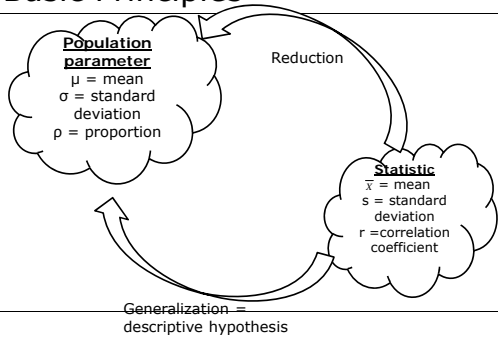 Basic Principles
Population
parameter
μ = mean
σ = standard
deviation
ρ = proportion
Reduction
Statistic
x̅ = mean
s = standard
deviation
r =correlation
coefficient
Generalization =
descriptive hypothesis